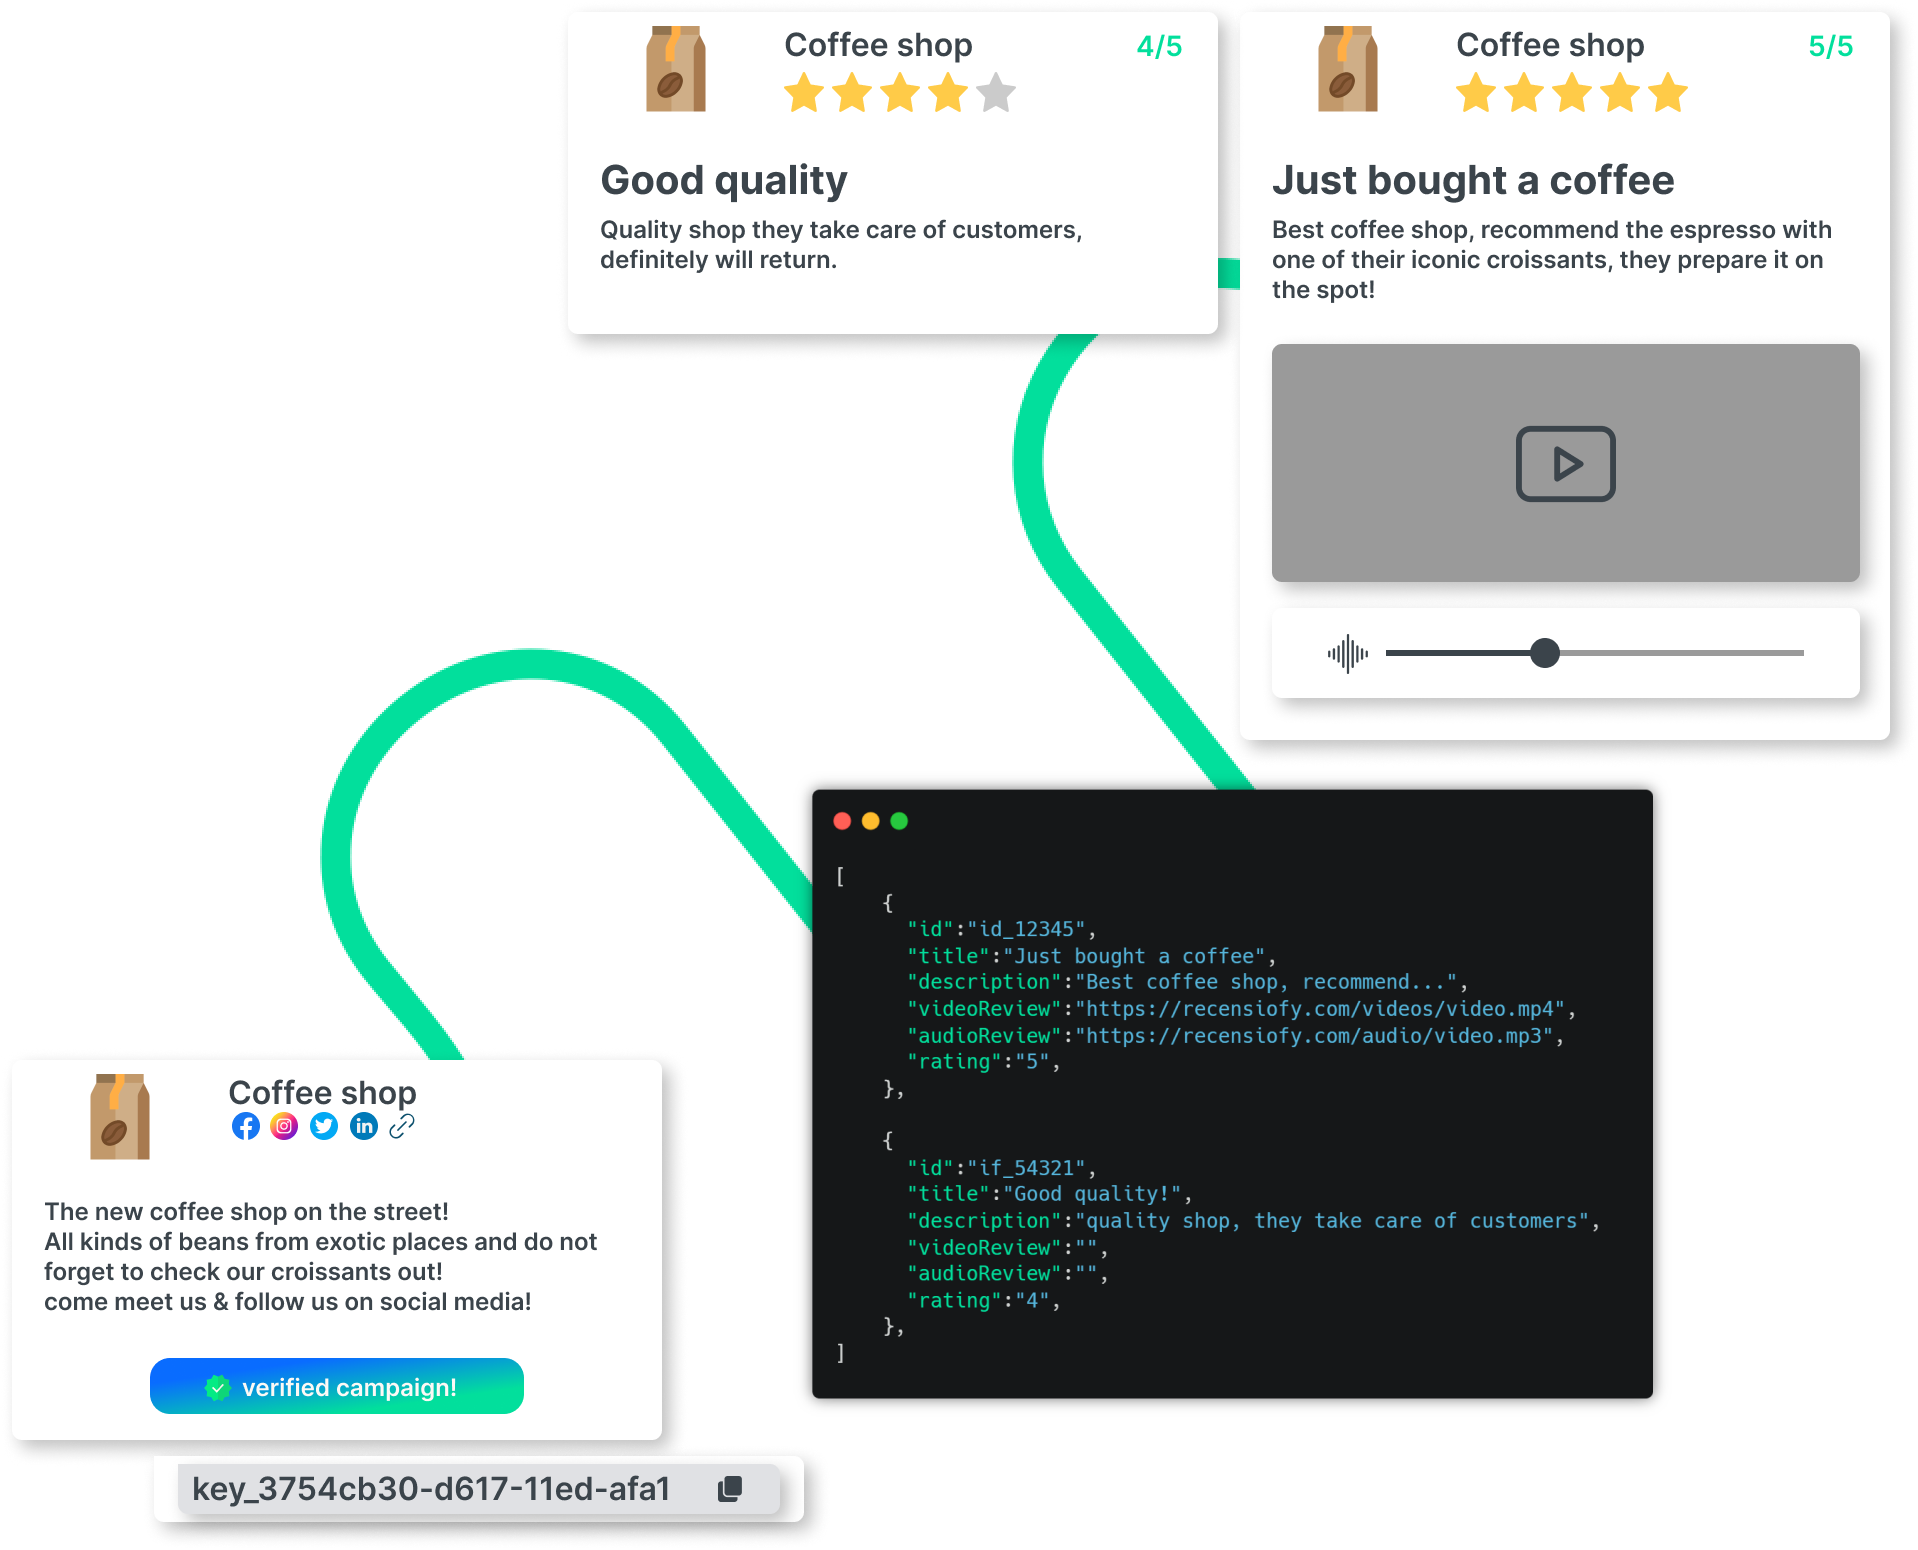 Coffee shop
4/5
Good quality
Quality shop they take care of customers,
definitely will return.
Coffee shop
5/5
Just bought a coffee
Best coffee shop, recommend the espresso with
one of their iconic croissants, they prepare it on
the spot!
[
{
"id":"id_12345",
"title":"Just bought a coffee",
"description":"Best coffee shop, recommend...",
"videoReview":"https://recensiofy.com/videos/video.mp4",
"audioReview":"https://recensiofy.com/audio/video.mp3",
"rating":"5",
},
{
"id":"if_54321",
"title":"Good quality!",
"description":"quality shop, they take care of customers",
"videoReview":"",
"audioReview":"",
"rating":"4",
},
]
Coffee shop
in
The new coffee shop on the street!
All kinds of beans from exotic places and do not
forget to check our croissants out!
come meet us & follow us on social media!
verified campaign!
key_3754cb30-d617-11ed-afa1